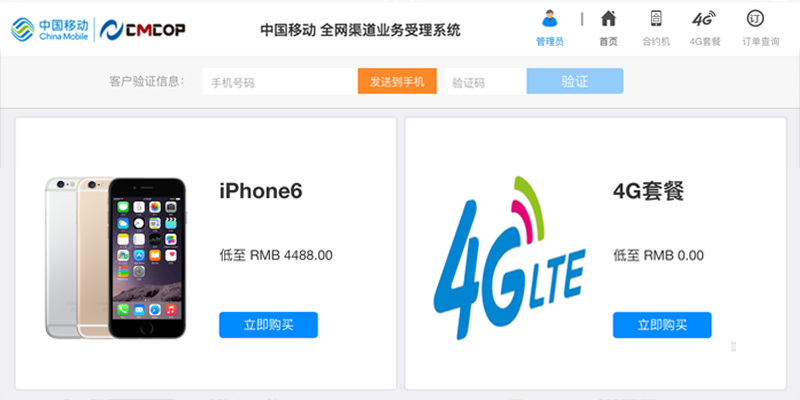 中国移动
China Mobile
CMCOP
中国移动 全网渠道业务受理系统
管理员
首页
合约机
4G
4G套餐
订
订单查询
客户验证信息：
手机号码
发送到手机
验证码
验证
iPhone6
低至 RMB 4488.00
立即购买
4GLTE
4G套餐
低至 RMB 0.00
立即购买